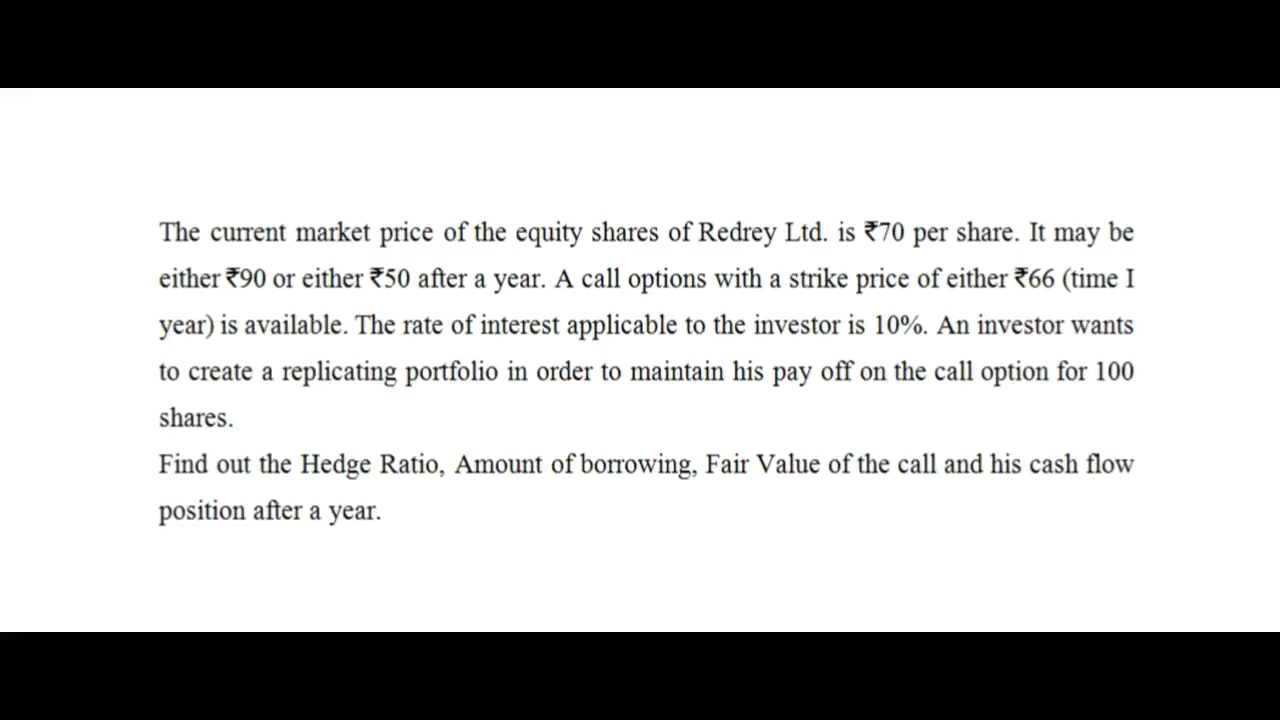 The current market price of the equity shares of Redrey Ltd. is ₹70 per share. It may be
either ₹90 or either ₹50 after a year. A call options with a strike price of either ₹66 (time I
year) is available. The rate of interest applicable to the investor is 10%. An investor wants
to create a replicating portfolio in order to maintain his pay off on the call option for 100
shares.
Find out the Hedge Ratio, Amount of borrowing, Fair Value of the call and his cash flow
position after a year.